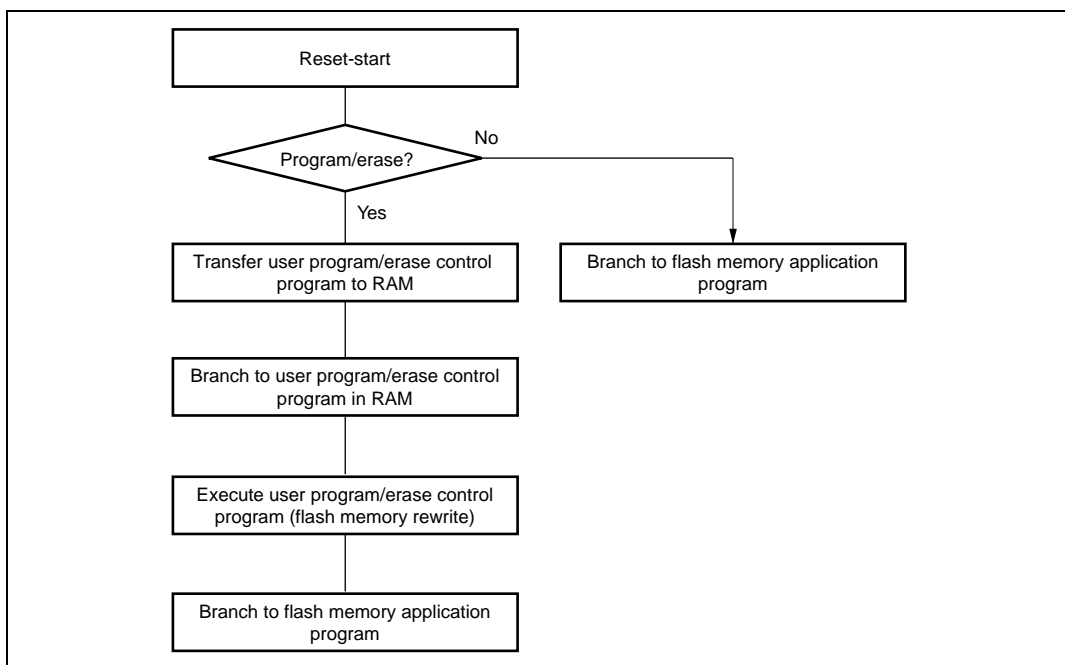 Reset-start
No
Program/erase?
Yes
Transfer user program/erase control
program to RAM
Branch to flash memory application
program
Branch to user program/erase control
program in RAM
Execute user program/erase control
program (flash memory rewrite)
Branch to flash memory application
program